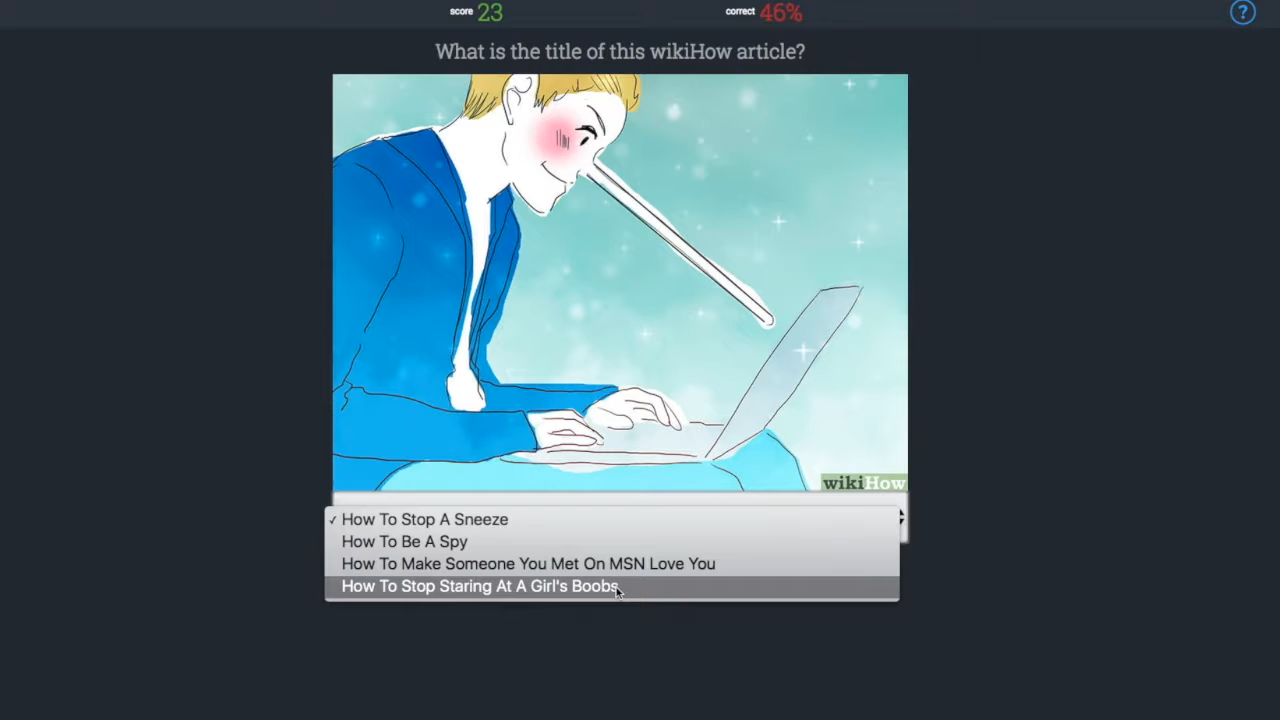 score 23
correct 46%
?
What is the title of this wikiHow article?
wikiHow
✓ How To Stop A Sneeze
How To Be A Spy
How To Make Someone You Met On MSN Love You
How To Stop Staring At A Girl's Boobs